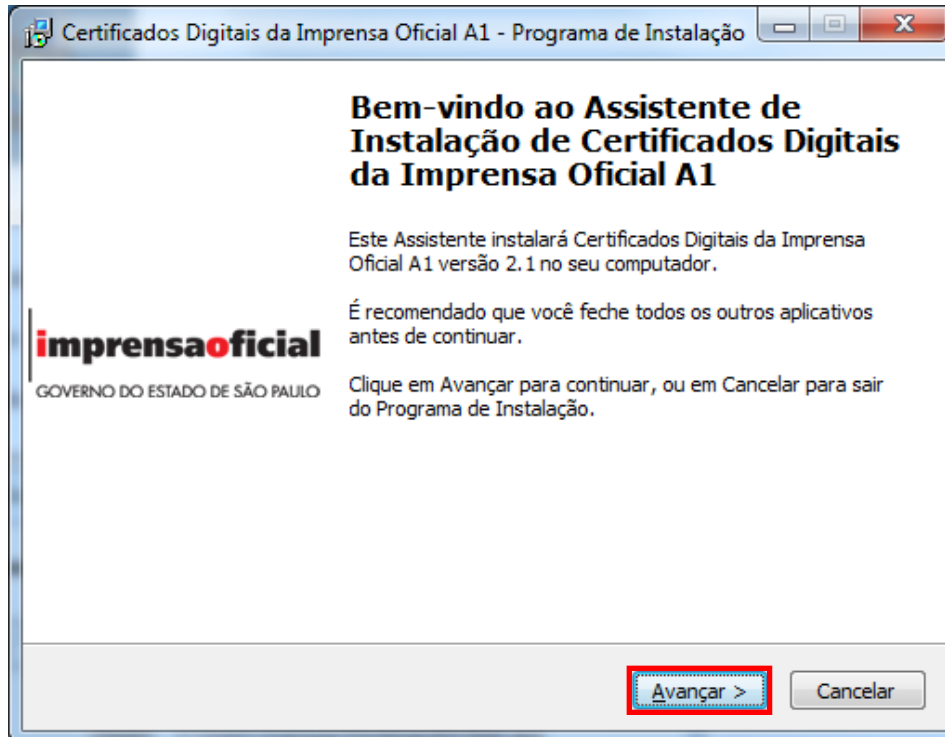 Certificados Digitais da Imprensa Oficial A1 - Programa de Instalação
Bem-vindo ao Assistente de
Instalação de Certificados Digitais
da Imprensa Oficial A1
Este Assistente instalará Certificados Digitais da Imprensa
Oficial A1 versão 2.1 no seu computador.
É recomendado que você feche todos os outros aplicativos
antes de continuar.
imprensaoficial
GOVERNO DO ESTADO DE SÃO PAULO
Clique em Avançar para continuar, ou em Cancelar para sair
do Programa de Instalação.
Avançar >
Cancelar